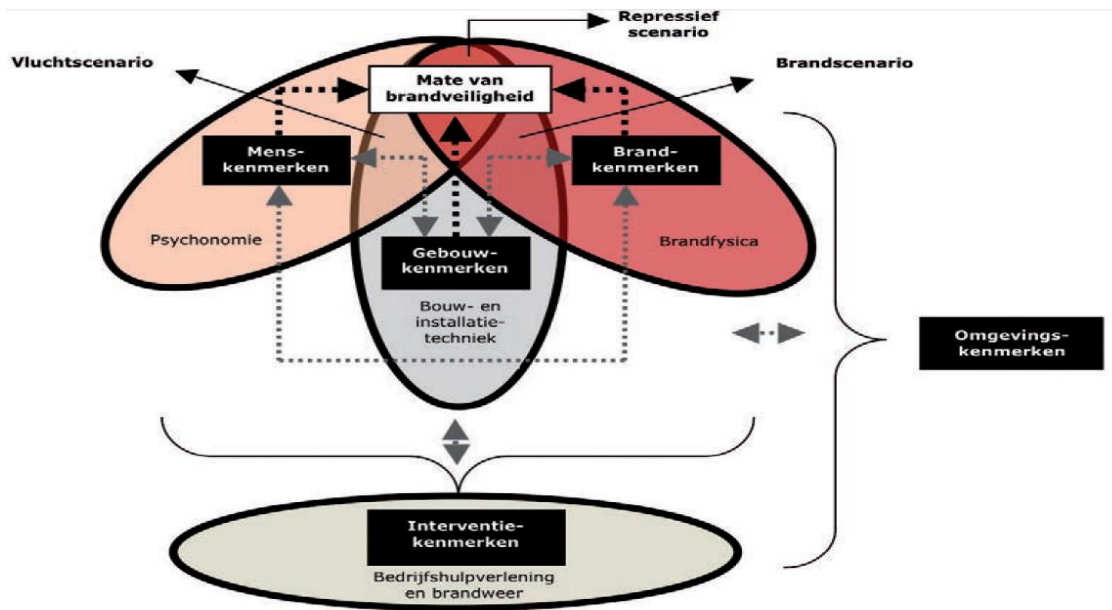 Repressief
scenario
Vluchtscenario
Brandscenario
Mate van
brandveiligheid
Mens-
kenmerken
Brand-
kenmerken
Psychonomie
Brandfysica
Gebouw-
kenmerken
Bouw- en
installatie-
techniek
Omgevings-
kenmerken
Interventie-
kenmerken
Bedrijfshulpverlening
en brandweer